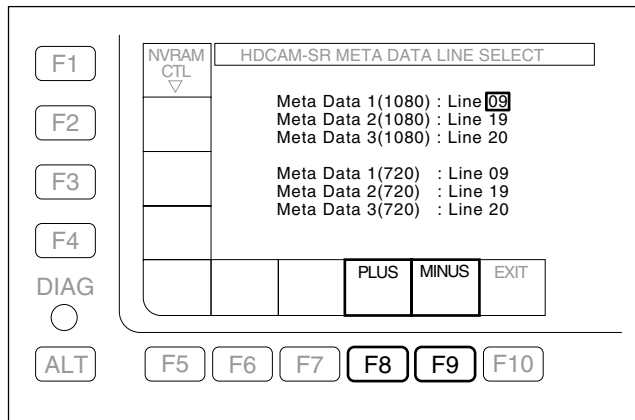 F1
F2
F3
F4
DIAG
ALT
NVRAM
CTL
HDCAM-SR META DATA LINE SELECT
Meta Data 1(1080) : Line 09
Meta Data 2(1080) : Line 19
Meta Data 3(1080) : Line 20
Meta Data 1(720) : Line 09
Meta Data 2(720) : Line 19
Meta Data 3(720) : Line 20
PLUS MINUS EXIT
F5 F6 F7 F8 F9 F10